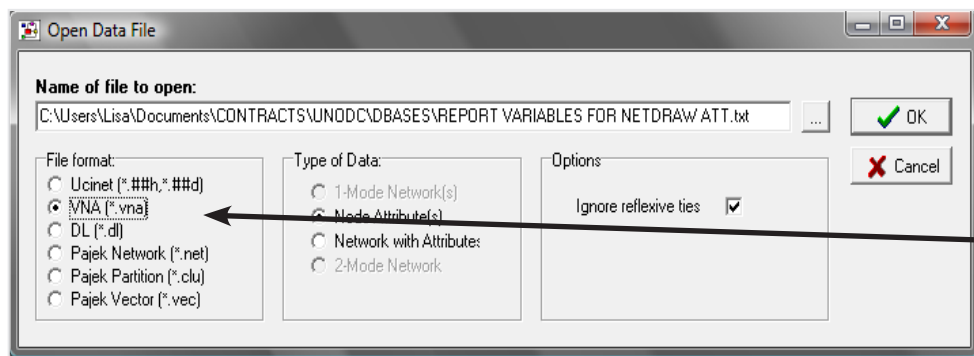 Open Data File
Name of file to open:
C:\Users\Lisa\Documents\CONTRACTS\UNODC\DBASES\REPORT VARIABLES FOR NETDRAW ATT.txt
...
OK
Cancel
File format:
Ucinet (*.##h,*.##d)
VNA (*.vna)
DL (*.dl)
Pajek Network (*.net)
Pajek Partition (*.clu)
Pajek Vector (*.vec)
Type of Data:
1-Mode Network(s)
Node Attribute(s)
Network with Attributes
2-Mode Network
Options
Ignore reflexive ties